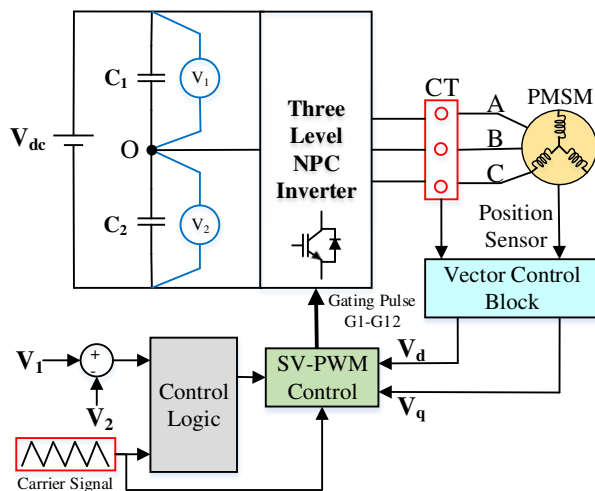 C1
V1
CT
A
PMSM
Vdc
O
Three
Level
NPC
Inverter
B
C
C2
V2
Position
Sensor
Vector Control
Block
Gating Pulse
G1-G12
V1
+
-
V2
Control
Logic
SV-PWM
Control
Vd
Vq
Carrier Signal